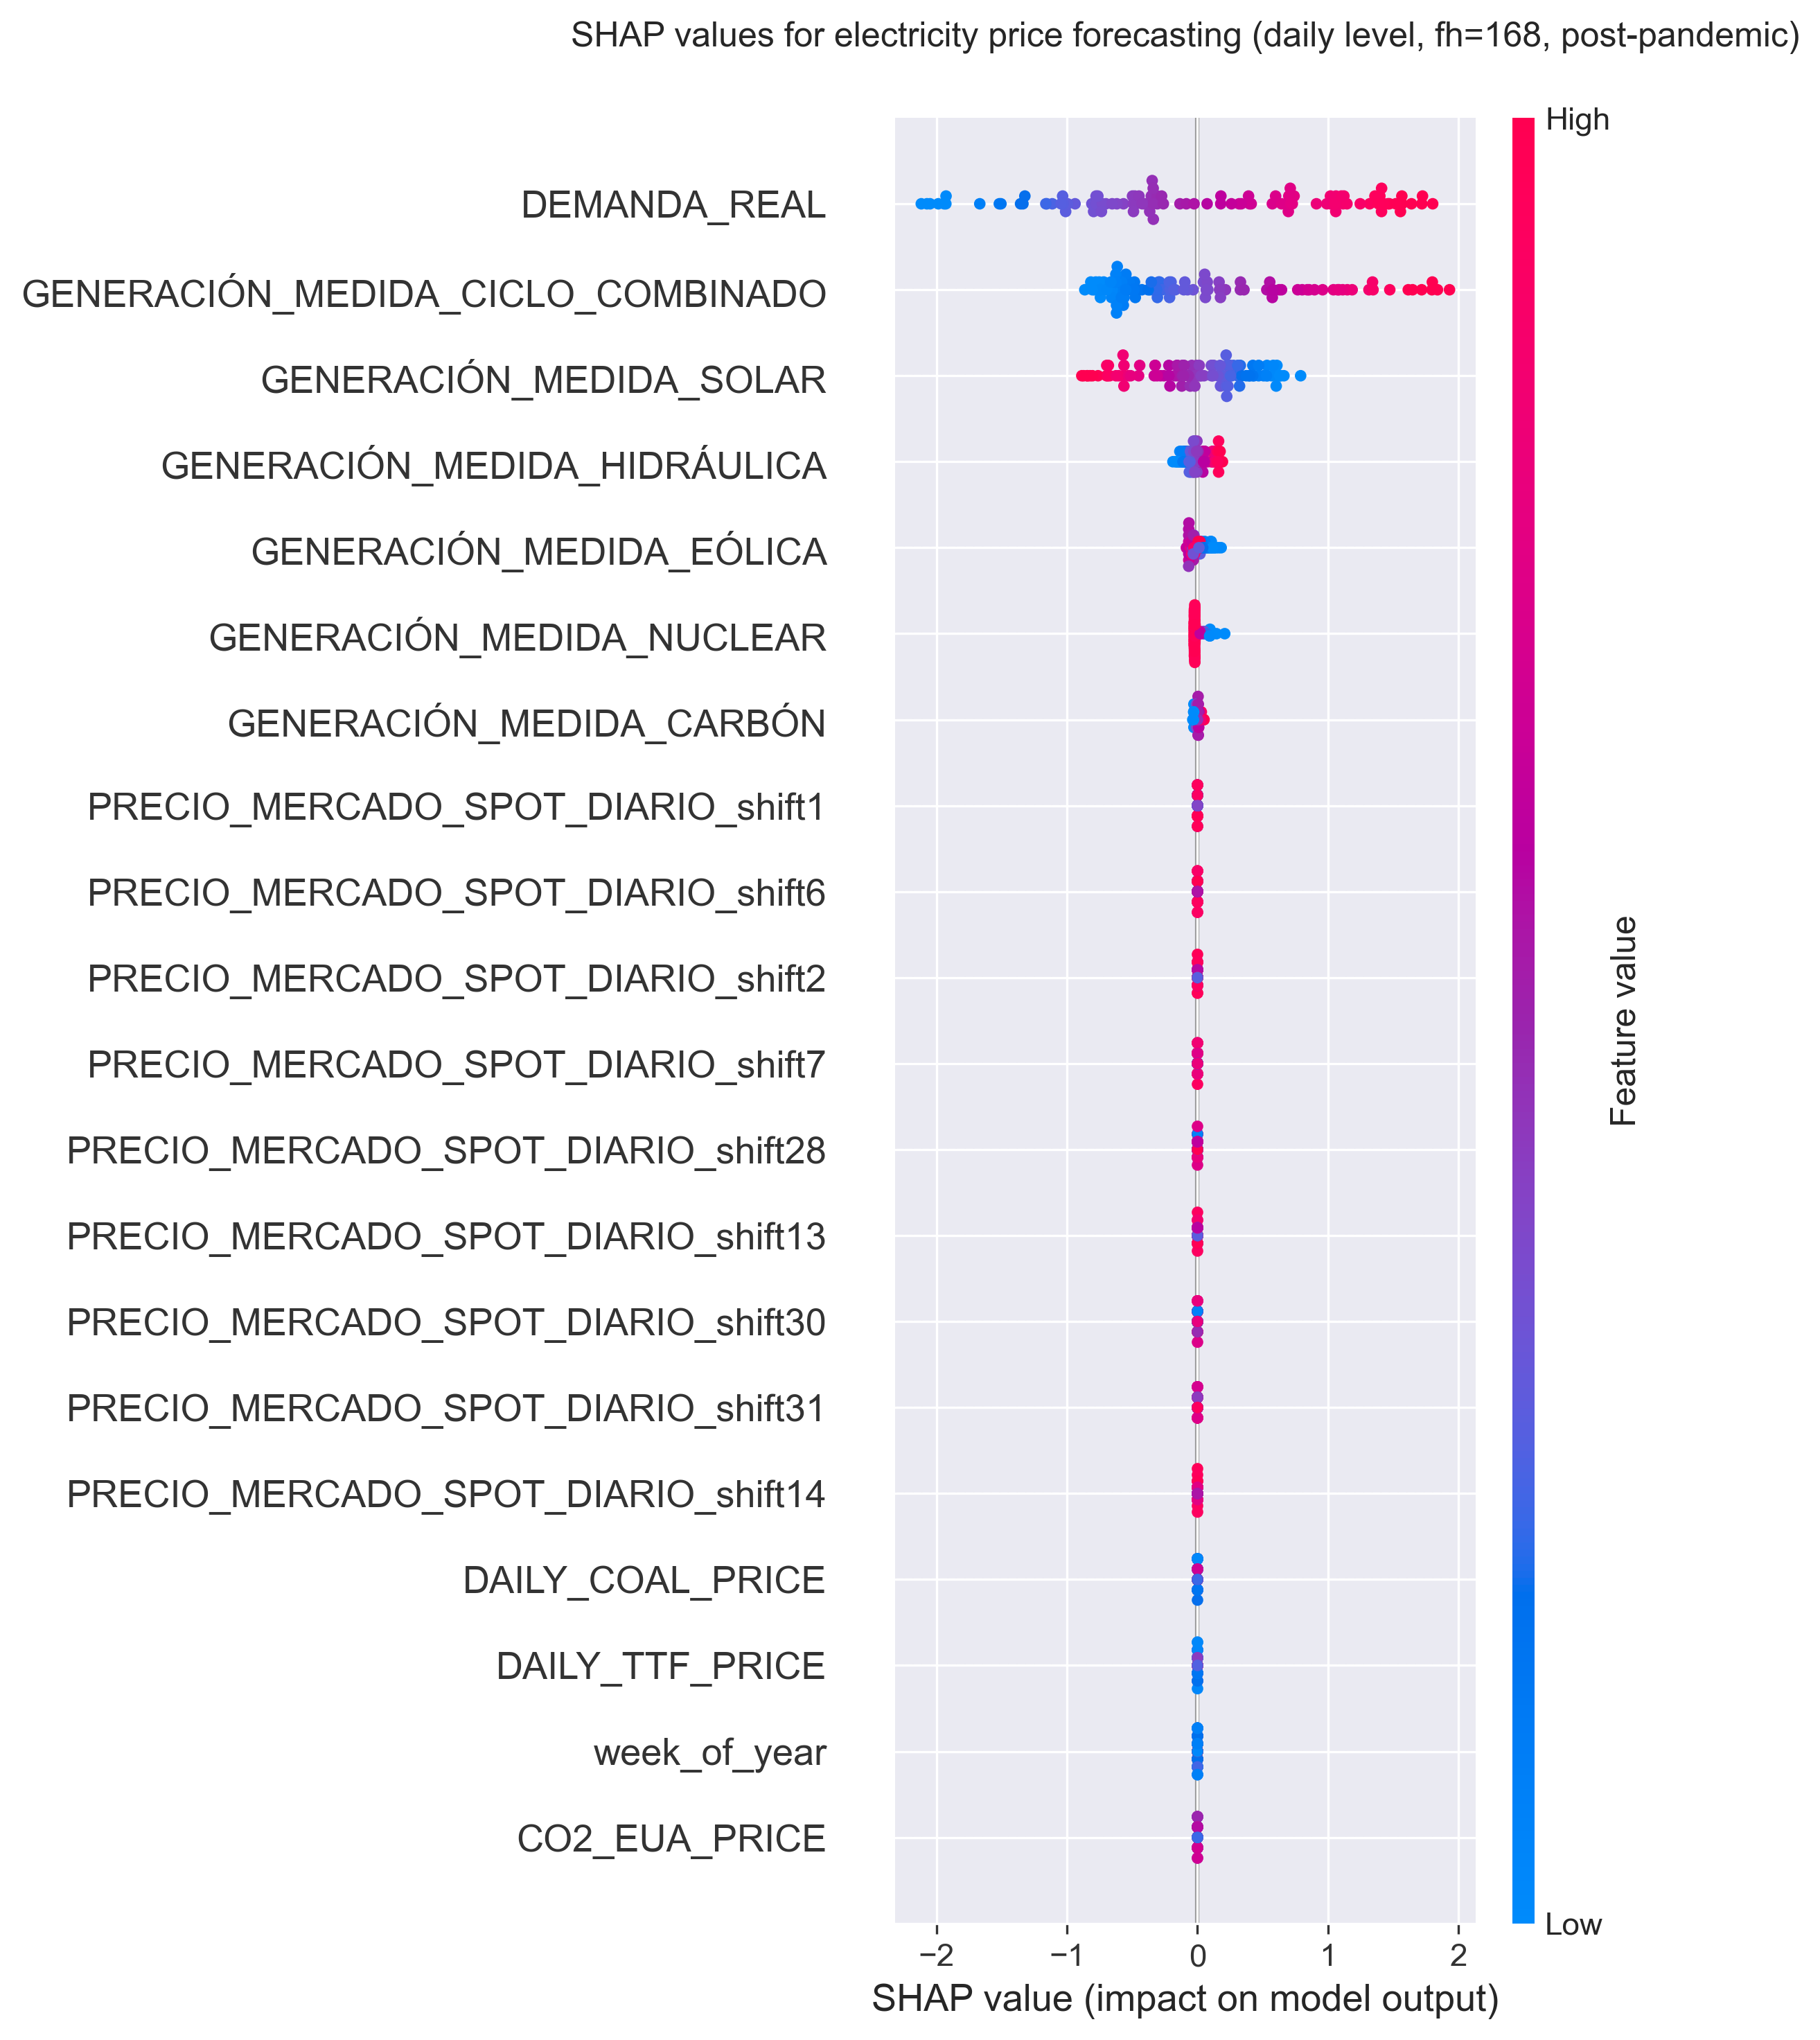 SHAP values for electricity price forecasting (daily level, fh=168, post-pandemic)
High
DEMANDA_REAL
GENERACIÓN_MEDIDA_CICLO_COMBINADO
GENERACIÓN_MEDIDA_SOLAR
GENERACIÓN_MEDIDA_HIDRÁULICA
GENERACIÓN_MEDIDA_EÓLICA
GENERACIÓN_MEDIDA_NUCLEAR
GENERACIÓN_MEDIDA_CARBÓN
PRECIO_MERCADO_SPOT_DIARIO_shift1
PRECIO_MERCADO_SPOT_DIARIO_shift6
PRECIO_MERCADO_SPOT_DIARIO_shift2
PRECIO_MERCADO_SPOT_DIARIO_shift7
PRECIO_MERCADO_SPOT_DIARIO_shift28
PRECIO_MERCADO_SPOT_DIARIO_shift13
PRECIO_MERCADO_SPOT_DIARIO_shift30
PRECIO_MERCADO_SPOT_DIARIO_shift31
PRECIO_MERCADO_SPOT_DIARIO_shift14
DAILY_COAL_PRICE
DAILY_TTF_PRICE
week_of_year
CO2_EUA_PRICE
Feature value
Low
−2 −1 0 1 2
SHAP value (impact on model output)